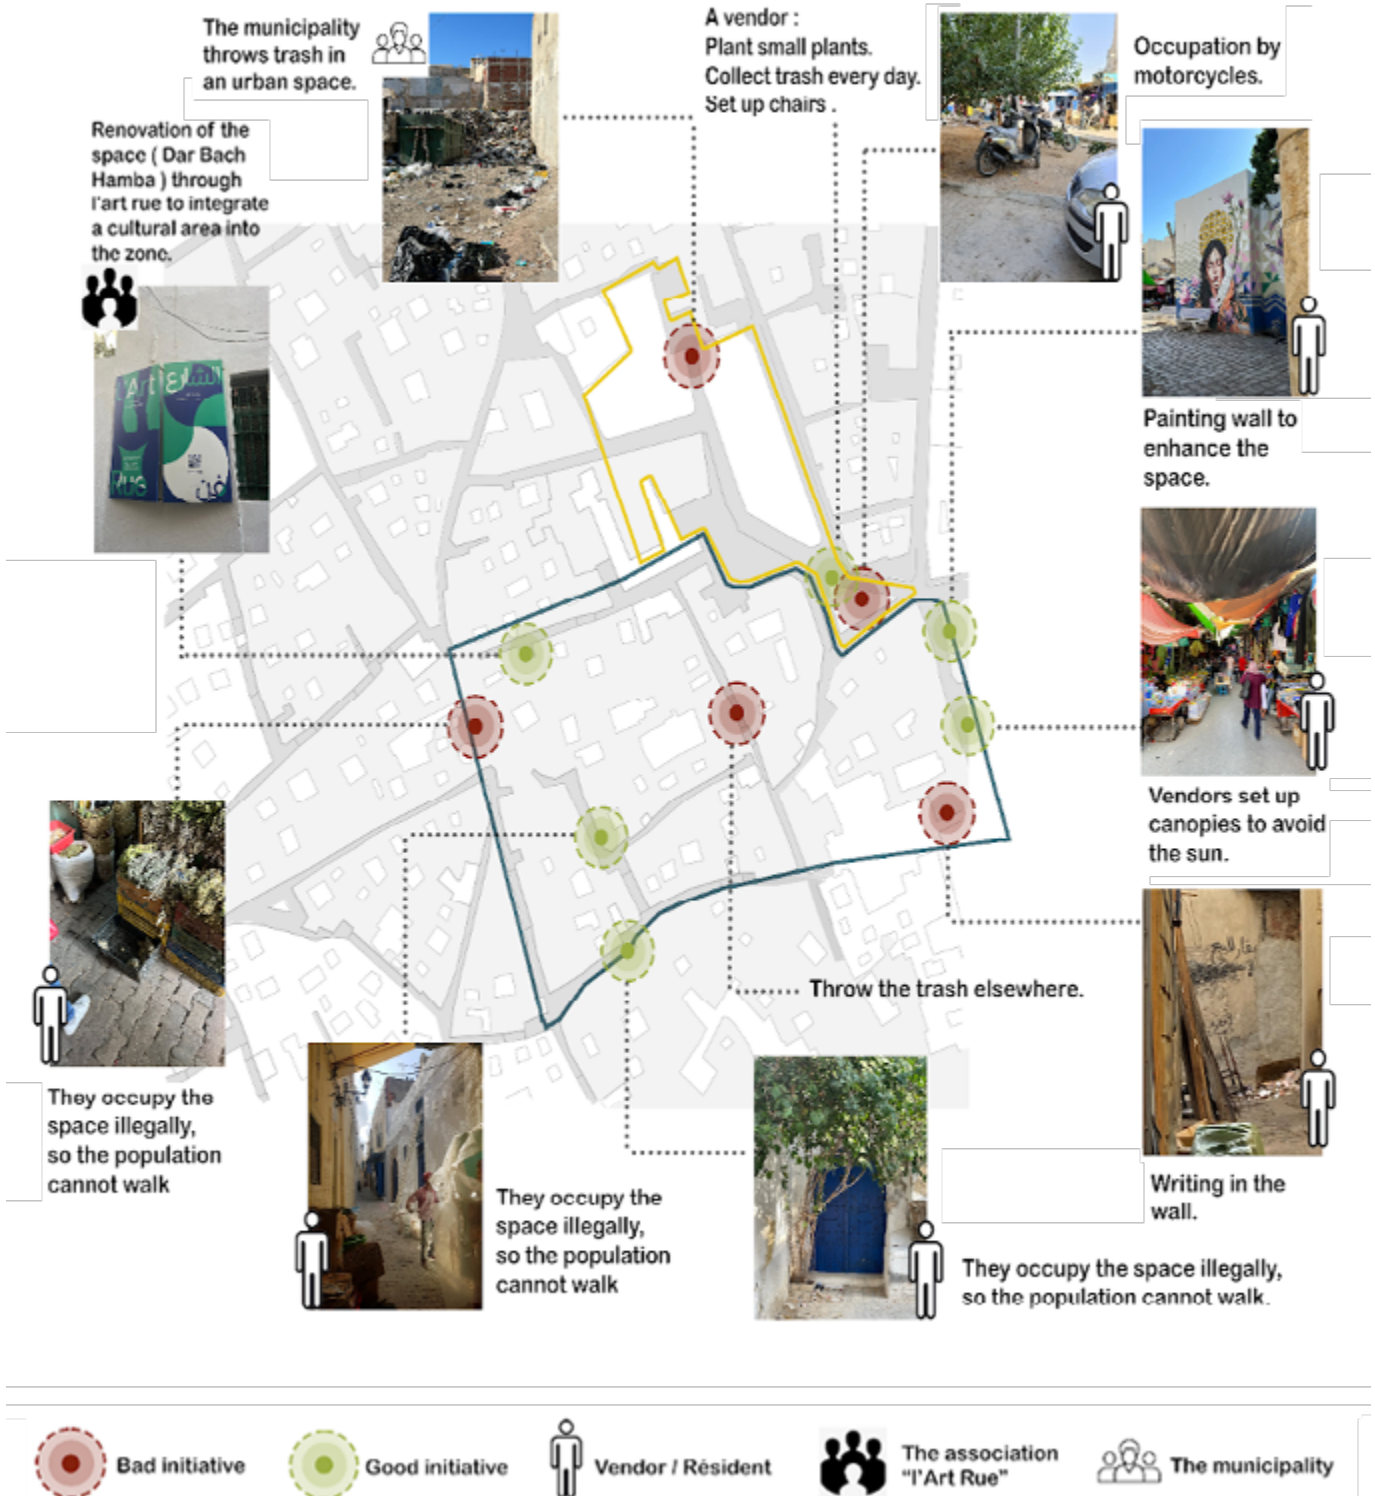 The municipality
throws trash in
an urban space.
A vendor :
Plant small plants.
Collect trash every day.
Set up chairs .
Occupation by
motorcycles.
Renovation of the
space ( Dar Bach
Hamba ) through
l'art rue to integrate
a cultural area into
the zone.
L'Art
Rue
الشارع
فن
Painting wall to
enhance the
space.
Vendors set up
canopies to avoid
the sun.
Throw the trash elsewhere.
They occupy the
space illegally,
so the population
cannot walk
They occupy the
space illegally,
so the population
cannot walk
Writing in the
wall.
They occupy the space illegally,
so the population cannot walk.
Bad initiative
Good initiative
Vendor / Résident
The association
"l'Art Rue"
The municipality